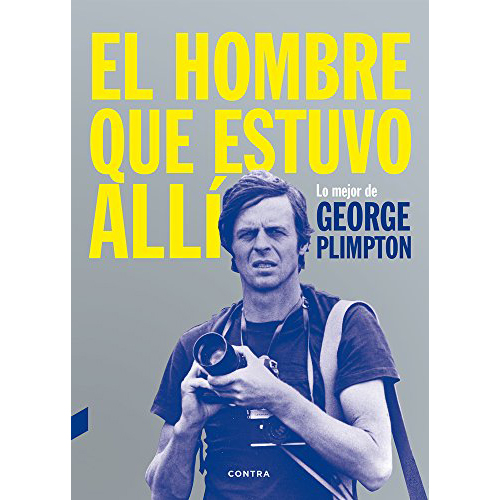 EL HOMBRE
QUE ESTUVO
ALLÍ
Lo mejor de
GEORGE
PLIMPTON
CONTRA